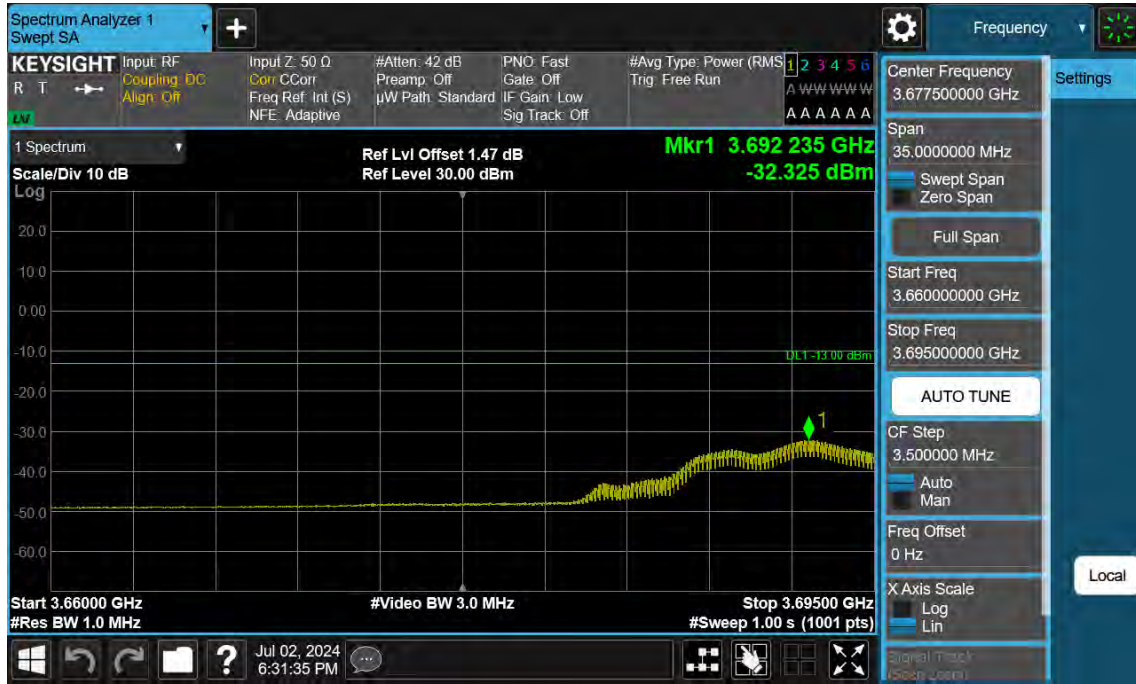 Spectrum Analyzer 1
Swept SA
+
Frequency
KEYSIGHT
R T
LXI
Input: RF
Coupling: DC
Align: Off
Input Z: 50 Ω
Corr CCorr
Freq Ref: Int (S)
NFE: Adaptive
#Atten: 42 dB
Preamp: Off
µW Path: Standard
PNO: Fast
Gate: Off
IF Gain: Low
Sig Track: Off
#Avg Type: Power (RMS
Trig: Free Run
1 2 3 4 5 6
A W W W W W
A A A A A A
1 Spectrum
Scale/Div 10 dB
Log
Ref Lvl Offset 1.47 dB
Ref Level 30.00 dBm
Mkr1 3.692 235 GHz
-32.325 dBm
20.0
10.0
0.00
-10.0
-20.0
-30.0
-40.0
-50.0
-60.0
DL1 -13.00 dBm
1
Start 3.66000 GHz
#Res BW 1.0 MHz
#Video BW 3.0 MHz
Stop 3.69500 GHz
#Sweep 1.00 s (1001 pts)
?
Jul 02, 2024
6:31:35 PM
Center Frequency
3.677500000 GHz
Span
35.0000000 MHz
Swept Span
Zero Span
Full Span
Start Freq
3.660000000 GHz
Stop Freq
3.695000000 GHz
AUTO TUNE
CF Step
3.500000 MHz
Auto
Man
Freq Offset
0 Hz
X Axis Scale
Log
Lin
Signal Track
(Span Zoom)
Settings
Local